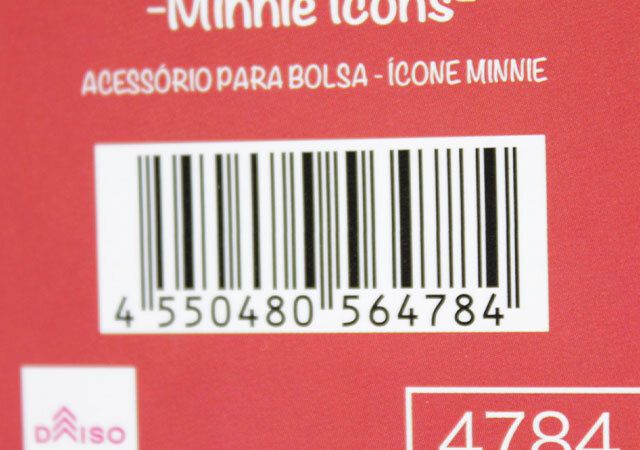 -Minnie Icons-
ACESSÓRIO PARA BOLSA - ÍCONE MINNIE
4 550480 564784
DAISO
4784